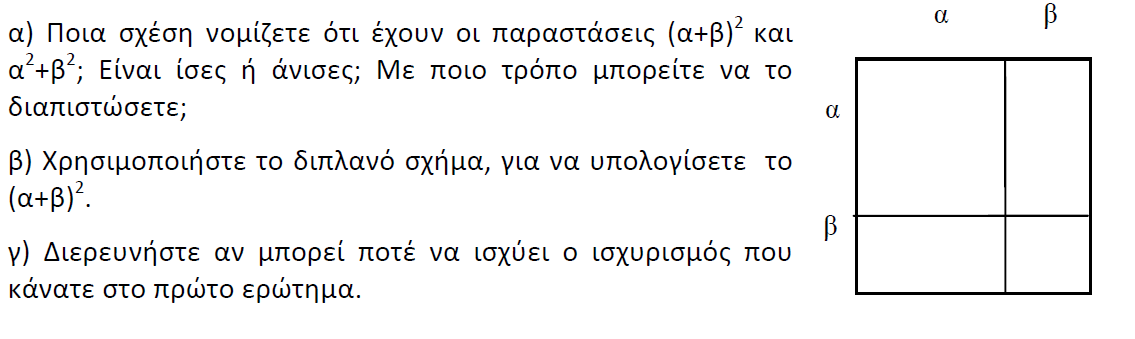 α) Ποια σχέση νομίζετε ότι έχουν οι παραστάσεις (α+β)² και
α²+β²; Είναι ίσες ή άνισες; Με ποιο τρόπο μπορείτε να το
διαπιστώσετε;
β) Χρησιμοποιήστε το διπλανό σχήμα, για να υπολογίσετε το
(α+β)².
γ) Διερευνήστε αν μπορεί ποτέ να ισχύει ο ισχυρισμός που
κάνατε στο πρώτο ερώτημα.
α β
α
β